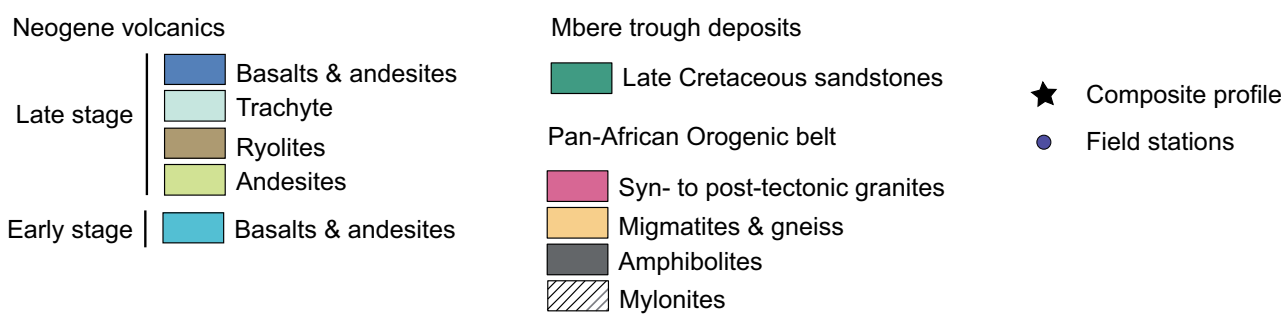 Neogene volcanics
Late stage
Basalts & andesites
Trachyte
Ryolites
Andesites
Early stage
Basalts & andesites
Mbere trough deposits
Late Cretaceous sandstones
Pan-African Orogenic belt
Syn- to post-tectonic granites
Migmatites & gneiss
Amphibolites
Mylonites
Composite profile
Field stations